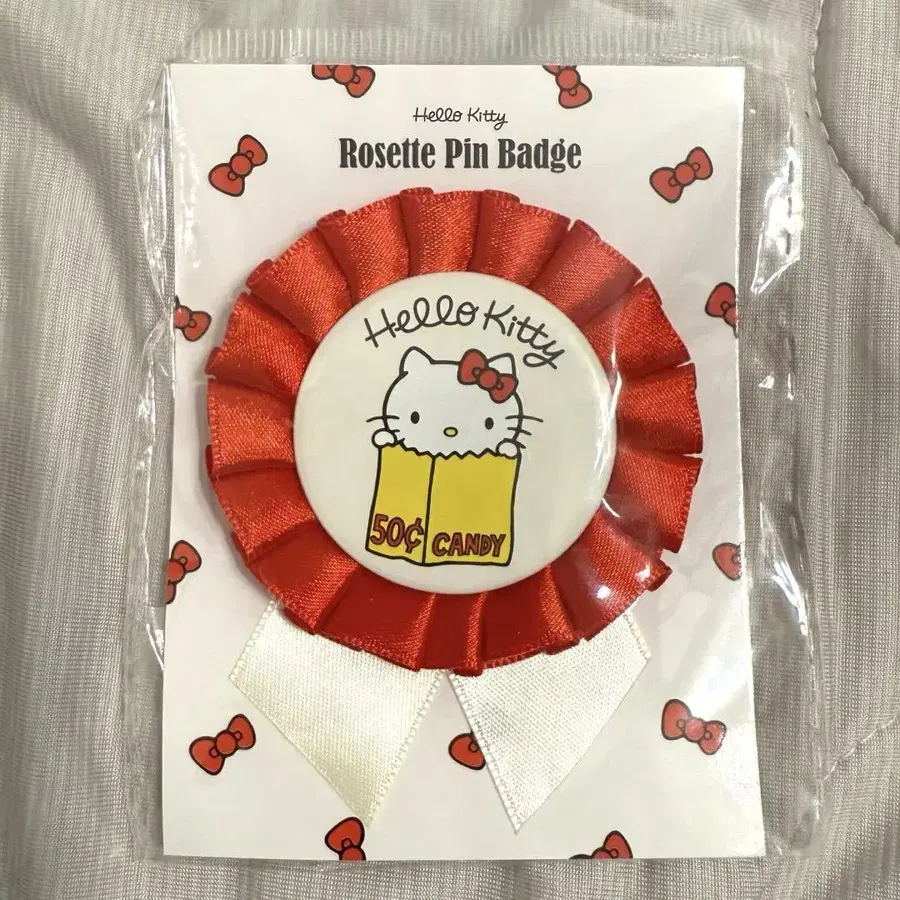 Hello Kitty
Rosette Pin Badge
Hello Kitty
50¢ CANDY